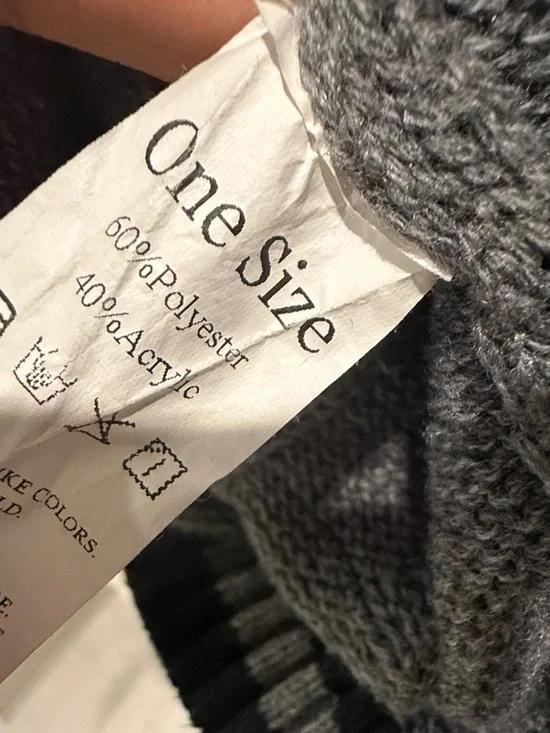 One Size
60%Polyester
40%Acrylic
KE COLORS.
LD.